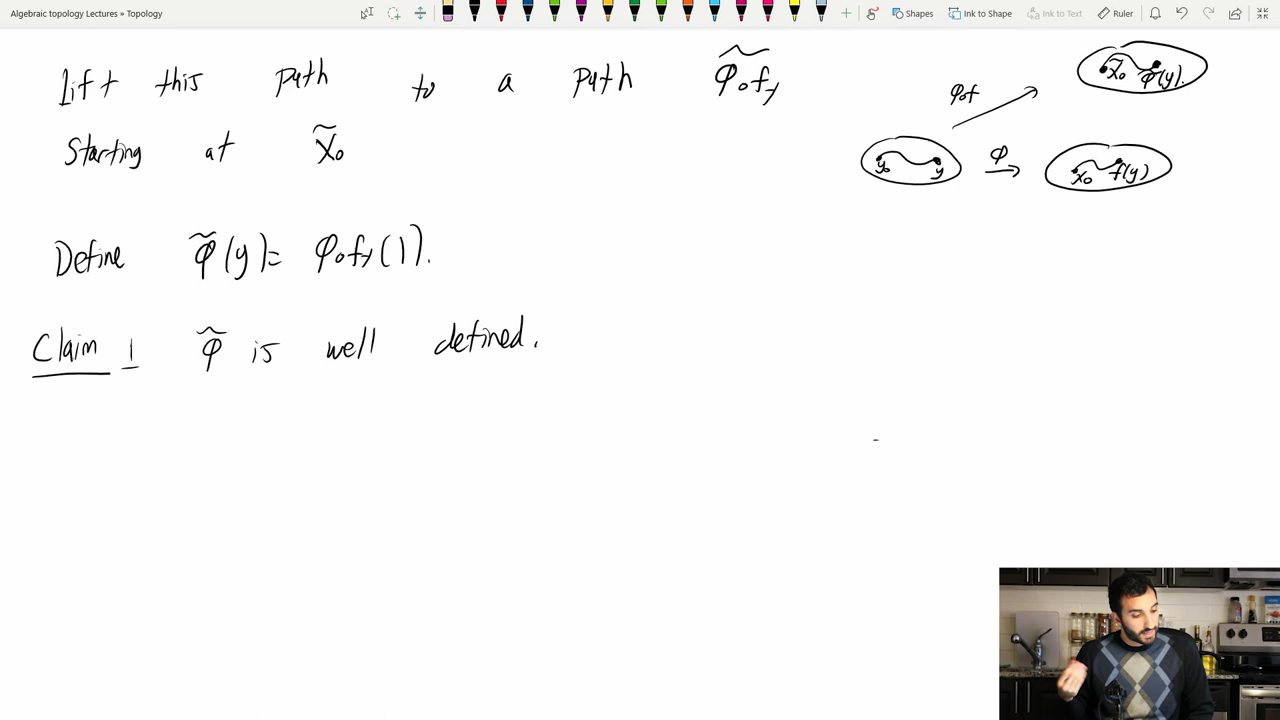 Algebraic topology Lectures » Topology
Shapes
Ink to Shape
Ink to Text
Ruler
Lift this path to a path \widetilde{φ∘f_y}
Starting at x̃₀
Define φ̃(y) = φ∘f_y(1).
Claim 1 φ̃ is well defined.
x̃₀ φ̃(y).
φ∘f
y₀ y
φ
x₀ f(y)